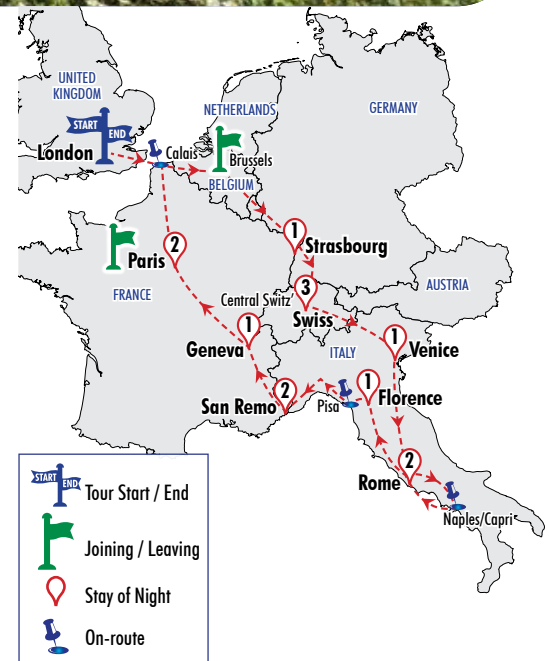 UNITED
KINGDOM
START
END
London
Calais
NETHERLANDS
GERMANY
Brussels
BELGIUM
1
Strasbourg
Paris
2
FRANCE
AUSTRIA
Central Switz'
3
Swiss
1
Geneva
ITALY
1
Venice
San Remo
2
Pisa
1
Florence
Rome
2
Naples/Capri*
START
END
Tour Start / End
Joining / Leaving
Stay of Night
On-route